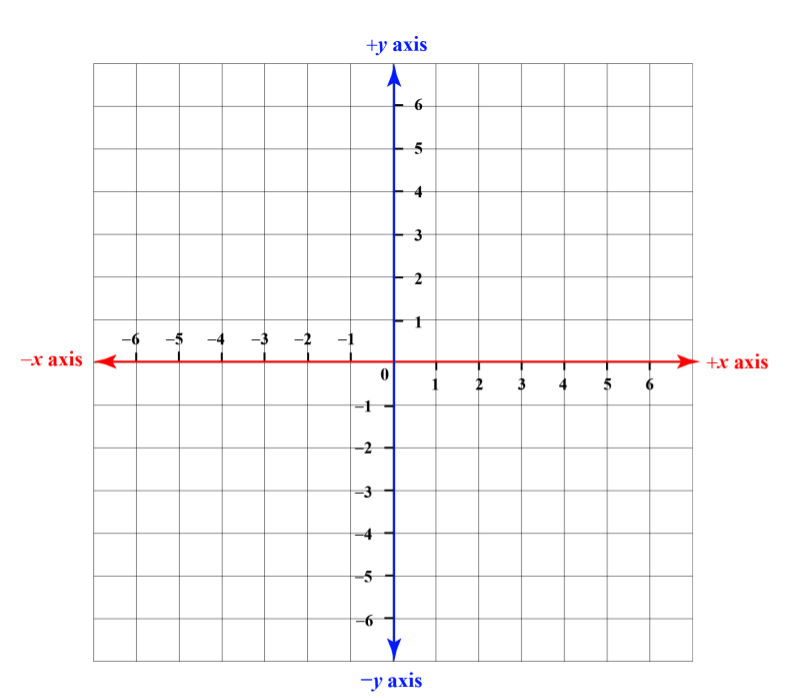 +y axis
6
5
4
3
2
1
–6 –5 –4 –3 –2 –1
–x axis
+x axis
0
1 2 3 4 5 6
–1
–2
–3
–4
–5
–6
–y axis